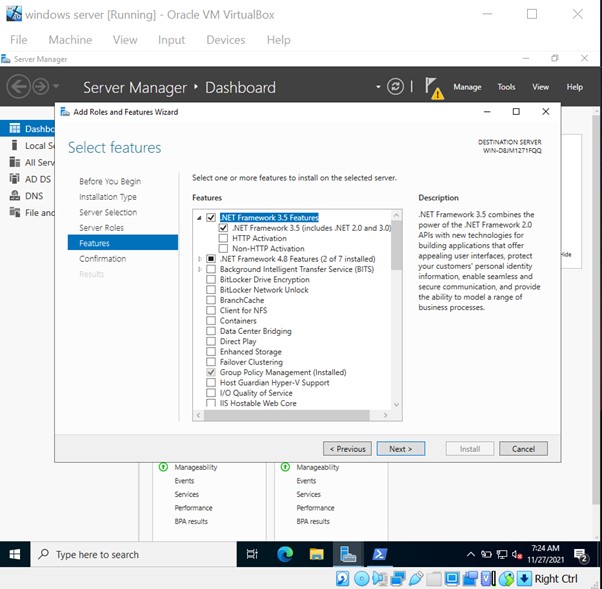 windows server [Running] - Oracle VM VirtualBox
File Machine View Input Devices Help
Server Manager
Server Manager ‣ Dashboard
Manage Tools View Help
Dashbo
Local Se
All Serv
AD DS
DNS
File and
Add Roles and Features Wizard
Select features
DESTINATION SERVER
WIN-D8JM1271FQQ
Before You Begin
Installation Type
Server Selection
Server Roles
Features
Confirmation
Results
Select one or more features to install on the selected server.
Features
.NET Framework 3.5 Features
.NET Framework 3.5 (includes .NET 2.0 and 3.0)
HTTP Activation
Non-HTTP Activation
.NET Framework 4.8 Features (2 of 7 installed)
Background Intelligent Transfer Service (BITS)
BitLocker Drive Encryption
BitLocker Network Unlock
BranchCache
Client for NFS
Containers
Data Center Bridging
Direct Play
Enhanced Storage
Failover Clustering
Group Policy Management (Installed)
Host Guardian Hyper-V Support
I/O Quality of Service
IIS Hostable Web Core
Description
.NET Framework 3.5 combines the
power of the .NET Framework 2.0
APIs with new technologies for
building applications that offer
appealing user interfaces, protect
your customers' personal identity
information, enable seamless and
secure communication, and provide
the ability to model a range of
business processes.
Hide
< Previous Next > Install Cancel
Manageability
Events
Services
Performance
BPA results
Manageability
Events
Services
Performance
BPA results
Type here to search
7:24 AM
11/27/2021
2
Right Ctrl